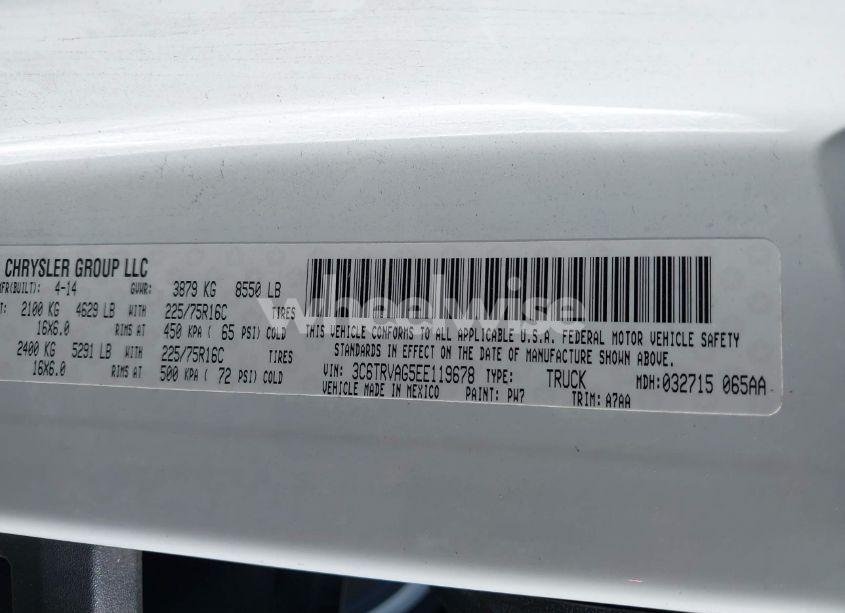 CHRYSLER GROUP LLC
MFR(BUILT): 4-14 GVWR: 3879 KG 8550 LB
2100 KG 4629 LB WITH 225/75R16C TIRES
16X6.0 RIMS AT 450 KPA ( 65 PSI) COLD
2400 KG 5291 LB WITH 225/75R16C TIRES
16X6.0 RIMS AT 500 KPA ( 72 PSI) COLD
THIS VEHICLE CONFORMS TO ALL APPLICABLE U.S.A. FEDERAL MOTOR VEHICLE SAFETY
STANDARDS IN EFFECT ON THE DATE OF MANUFACTURE SHOWN ABOVE.
VIN: 3C6TRVAG5EE119678 TYPE: TRUCK MDH: 032715 065AA
VEHICLE MADE IN MEXICO PAINT: PW7 TRIM: A7AA
wheelwise